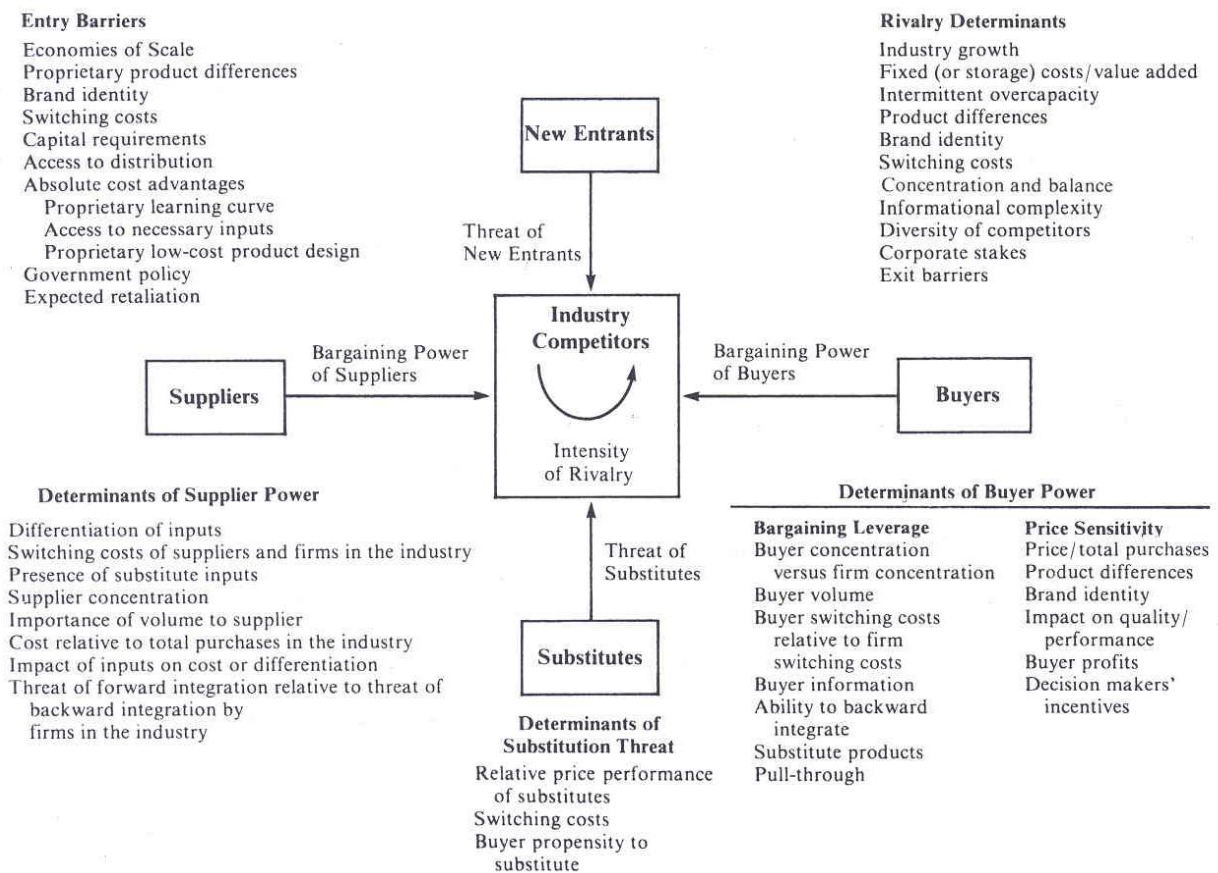 Entry Barriers
Economies of Scale
Proprietary product differences
Brand identity
Switching costs
Capital requirements
Access to distribution
Absolute cost advantages
Proprietary learning curve
Access to necessary inputs
Proprietary low-cost product design
Government policy
Expected retaliation
Rivalry Determinants
Industry growth
Fixed (or storage) costs/value added
Intermittent overcapacity
Product differences
Brand identity
Switching costs
Concentration and balance
Informational complexity
Diversity of competitors
Corporate stakes
Exit barriers
New Entrants
Threat of
New Entrants
Industry
Competitors
Intensity
of Rivalry
Suppliers
Bargaining Power
of Suppliers
Bargaining Power
of Buyers
Buyers
Determinants of Supplier Power
Differentiation of inputs
Switching costs of suppliers and firms in the industry
Presence of substitute inputs
Supplier concentration
Importance of volume to supplier
Cost relative to total purchases in the industry
Impact of inputs on cost or differentiation
Threat of forward integration relative to threat of
backward integration by
firms in the industry
Threat of
Substitutes
Substitutes
Determinants of
Substitution Threat
Relative price performance
of substitutes
Switching costs
Buyer propensity to
substitute
Determinants of Buyer Power
Bargaining Leverage
Buyer concentration
versus firm concentration
Buyer volume
Buyer switching costs
relative to firm
switching costs
Buyer information
Ability to backward
integrate
Substitute products
Pull-through
Price Sensitivity
Price/total purchases
Product differences
Brand identity
Impact on quality/
performance
Buyer profits
Decision makers'
incentives